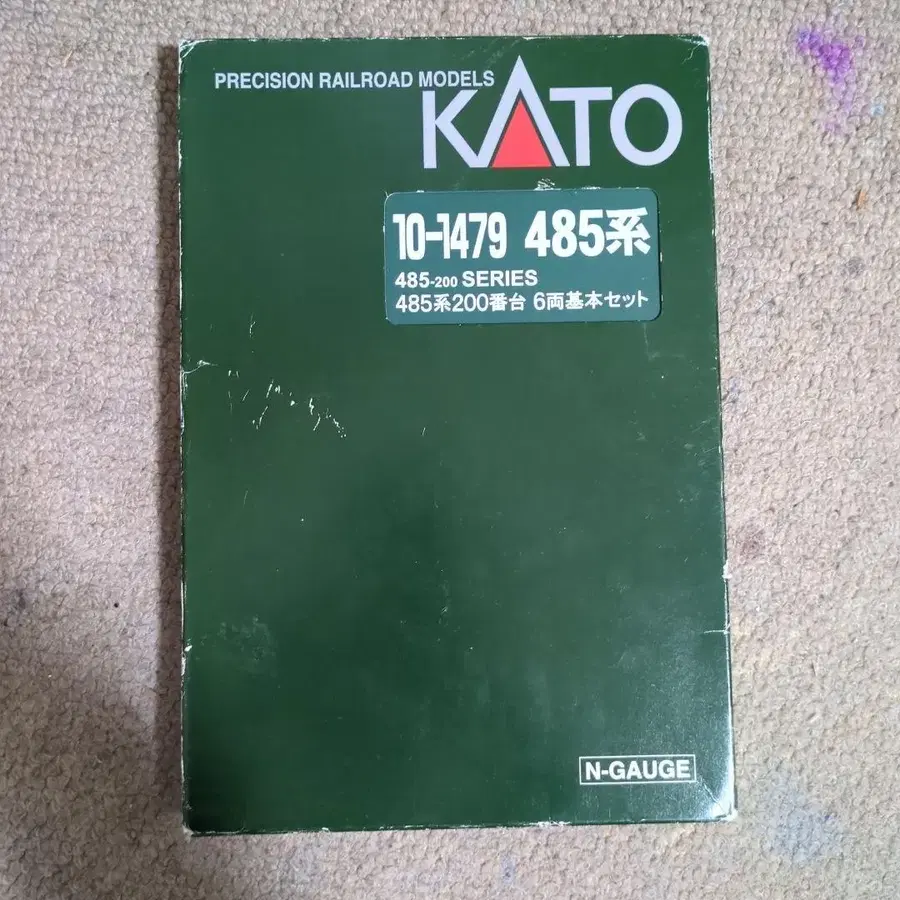 PRECISION RAILROAD MODELS
KATO
10-1479 485系
485-200 SERIES
485系200番台 6両基本セット
N-GAUGE